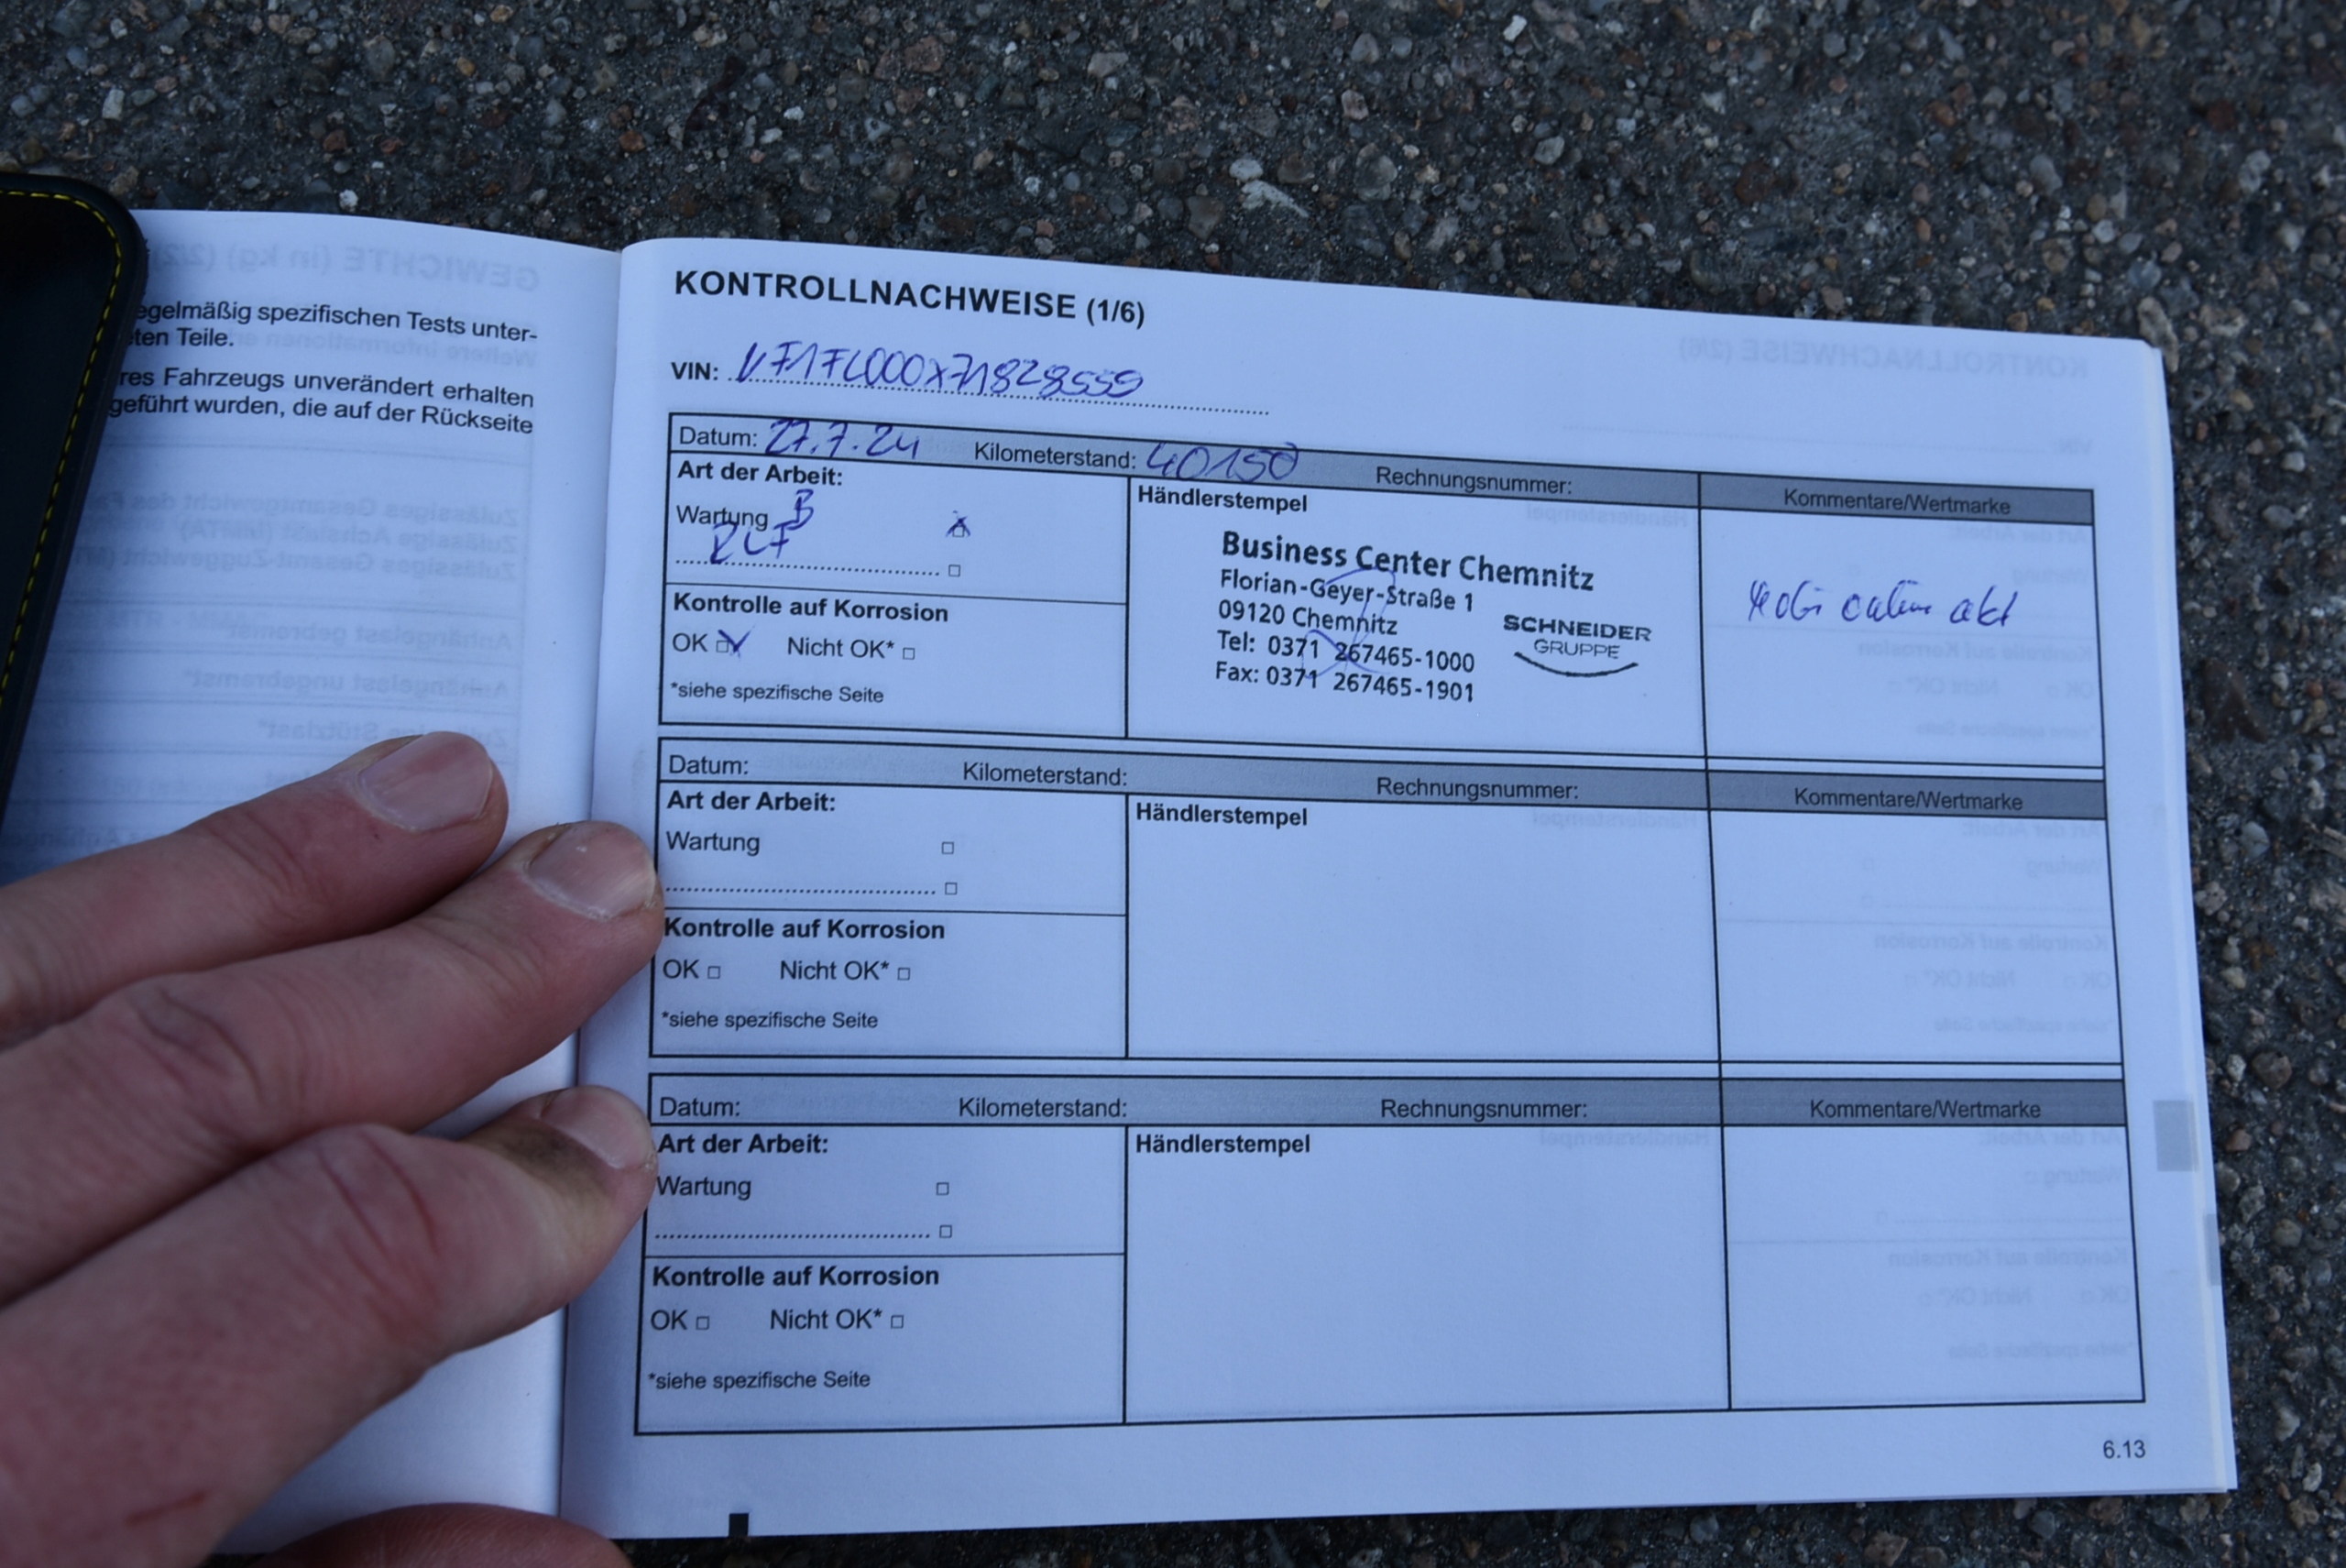 egelmäßig spezifischen Tests unter-
ten Teile.
res Fahrzeugs unverändert erhalten
geführt wurden, die auf der Rückseite
KONTROLLNACHWEISE (1/6)
VIN: VF1FL000X71828559
Datum: 27.7.24 Kilometerstand: 40150 Rechnungsnummer:
Kommentare/Wertmarke
Art der Arbeit:
Wartung B
RLF
Kontrolle auf Korrosion
OK Nicht OK*
*siehe spezifische Seite
Händlerstempel
Business Center Chemnitz
Florian-Geyer-Straße 1
09120 Chemnitz
Tel: 0371 267465-1000
Fax: 0371 267465-1901
SCHNEIDER
GRUPPE
Mobi online akt
Datum: Kilometerstand: Rechnungsnummer:
Kommentare/Wertmarke
Art der Arbeit:
Wartung
Kontrolle auf Korrosion
OK Nicht OK*
*siehe spezifische Seite
Händlerstempel
Datum: Kilometerstand: Rechnungsnummer:
Kommentare/Wertmarke
Art der Arbeit:
Wartung
Kontrolle auf Korrosion
OK Nicht OK*
*siehe spezifische Seite
Händlerstempel
6.13